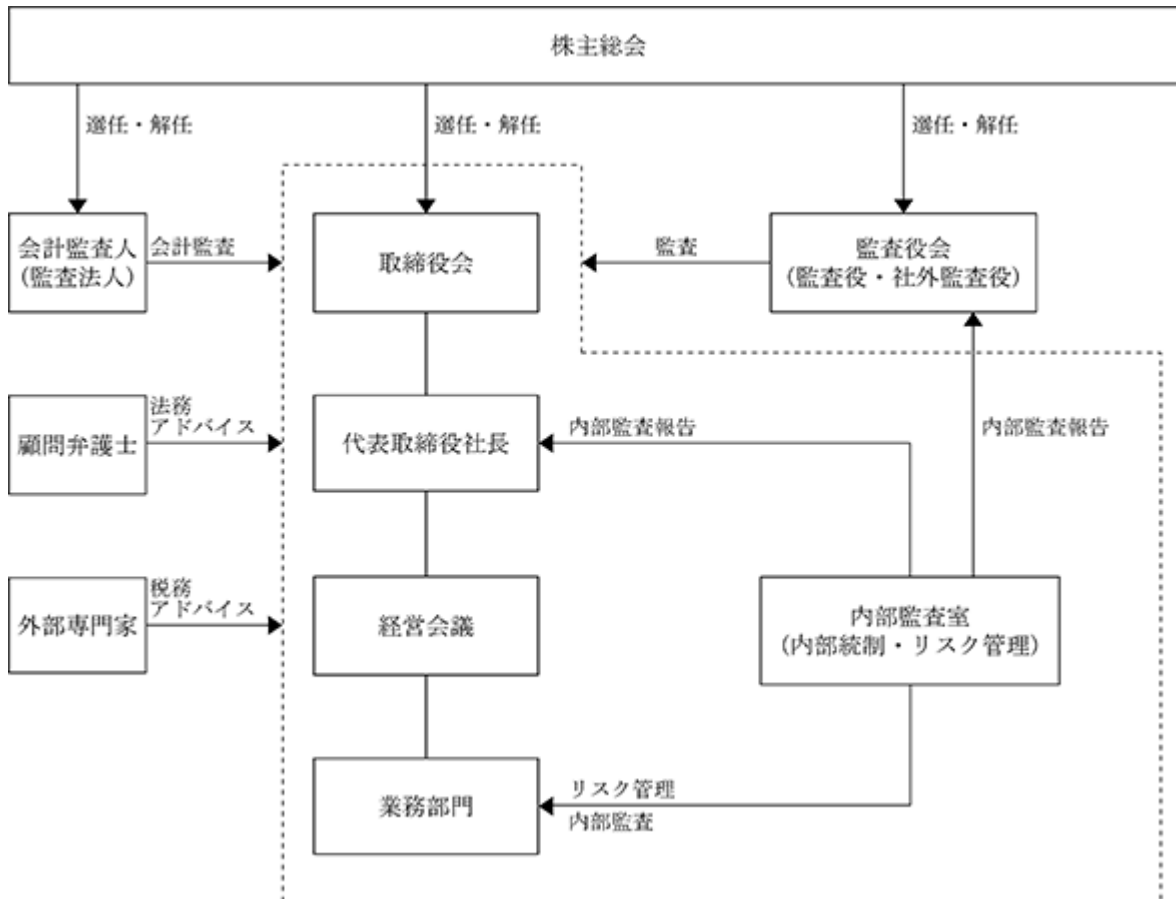 株主総会
選任・解任
選任・解任
選任・解任
会計監査人
(監査法人)
会計監査
取締役会
監査
監査役会
(監査役・社外監査役)
顧問弁護士
法務
アドバイス
代表取締役社長
内部監査報告
内部監査報告
外部専門家
税務
アドバイス
経営会議
内部監査室
(内部統制・リスク管理)
業務部門
リスク管理
内部監査